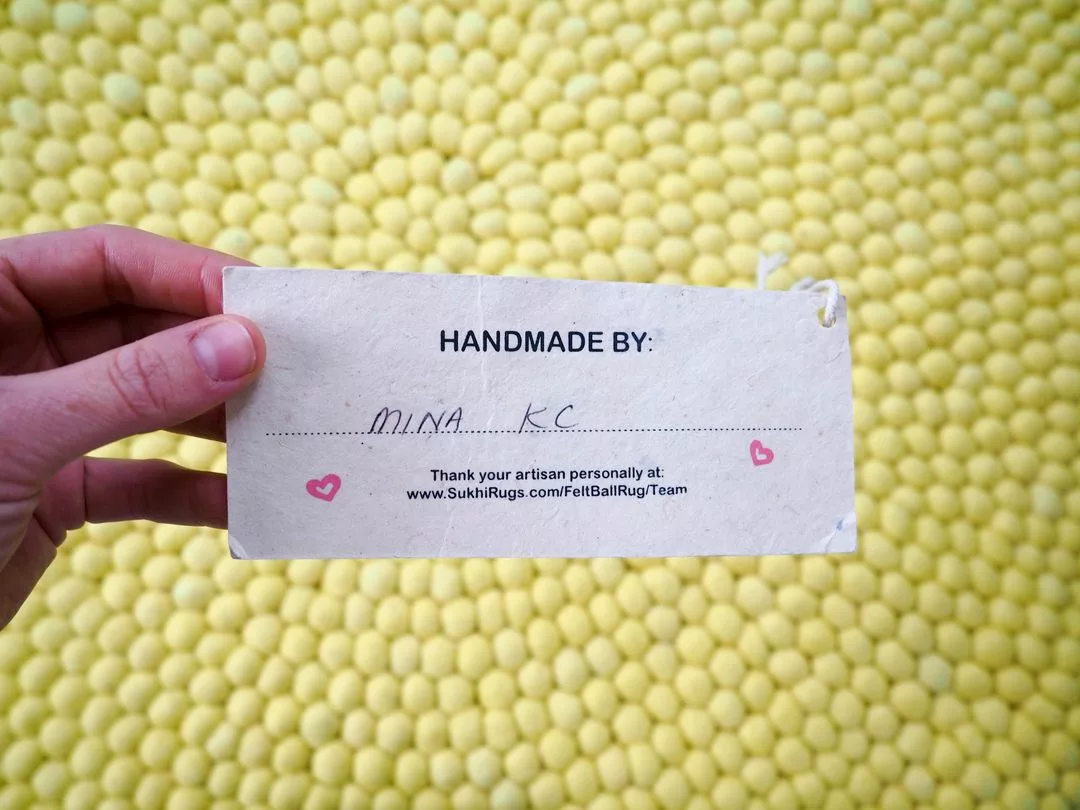 HANDMADE BY:
MINA KC
Thank your artisan personally at:
www.SukhiRugs.com/FeltBallRug/Team